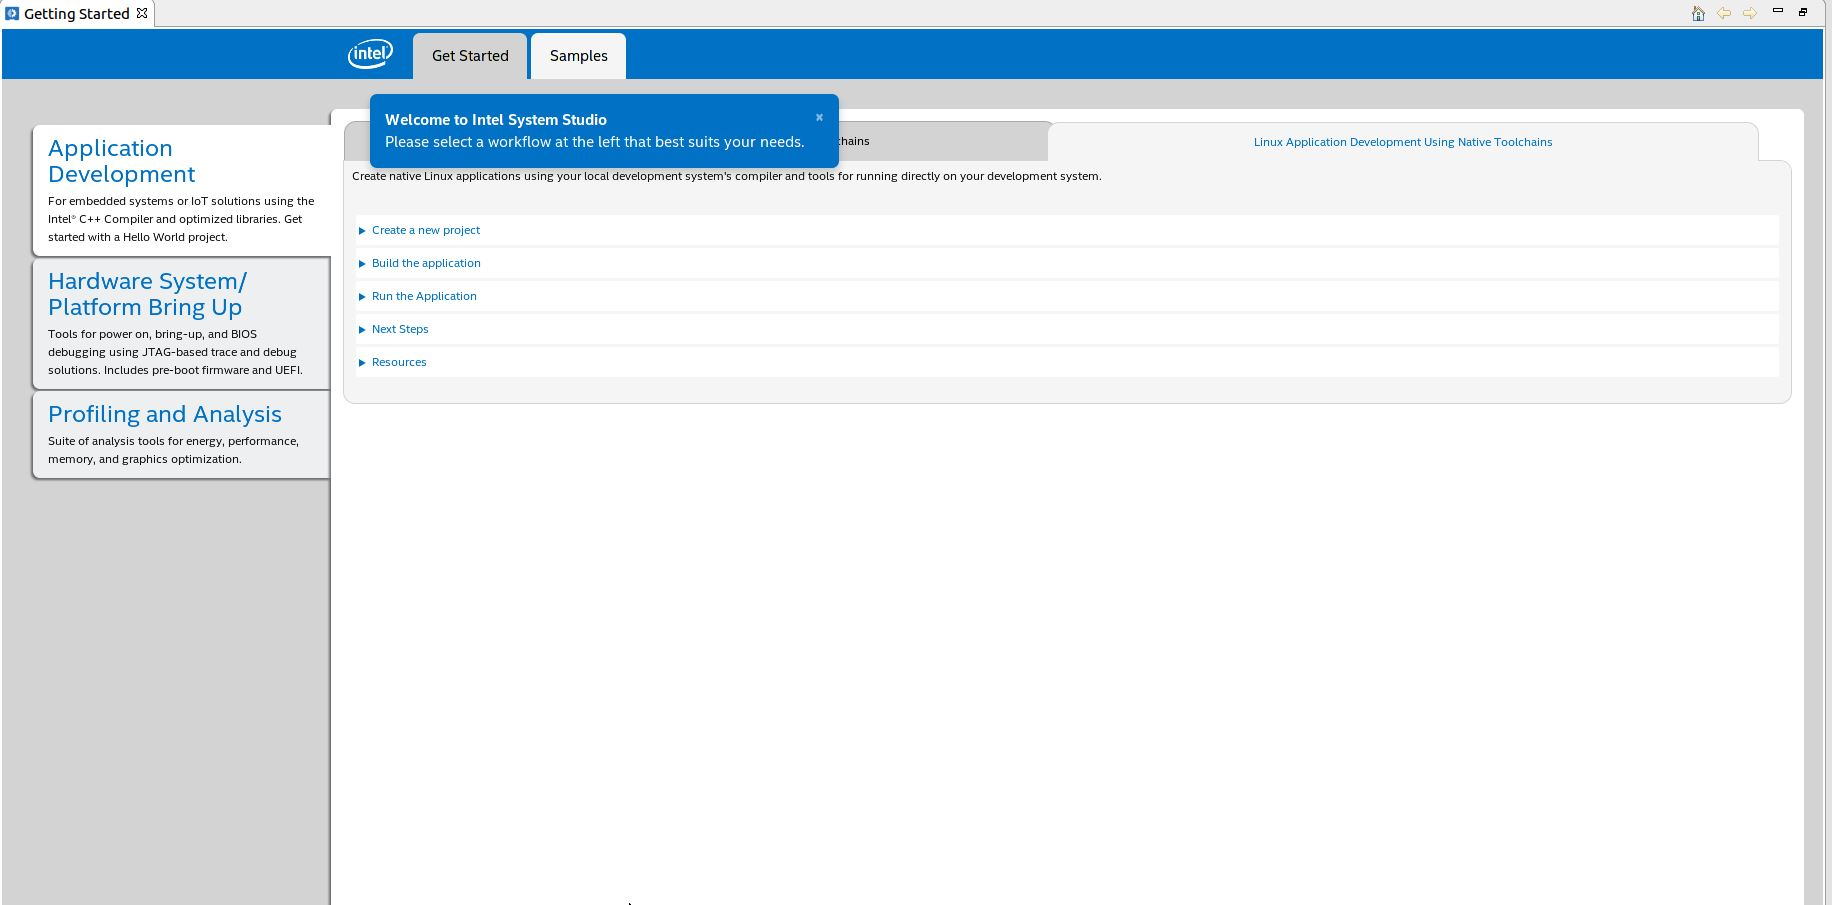 Getting Started
intel
Get Started
Samples
Welcome to Intel System Studio
Please select a workflow at the left that best suits your needs.
Linux Application Development Using Native Toolchains
Create native Linux applications using your local development system's compiler and tools for running directly on your development system.
Application
Development
For embedded systems or IoT solutions using the
Intel® C++ Compiler and optimized libraries. Get
started with a Hello World project.
Hardware System/
Platform Bring Up
Tools for power on, bring-up, and BIOS
debugging using JTAG-based trace and debug
solutions. Includes pre-boot firmware and UEFI.
Profiling and Analysis
Suite of analysis tools for energy, performance,
memory, and graphics optimization.
Create a new project
Build the application
Run the Application
Next Steps
Resources